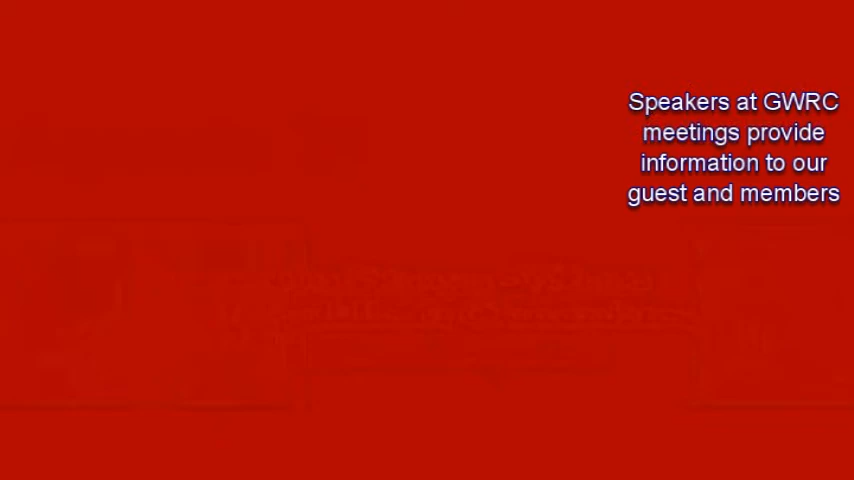 Speakers at GWRC
meetings provide
information to our
guest and members